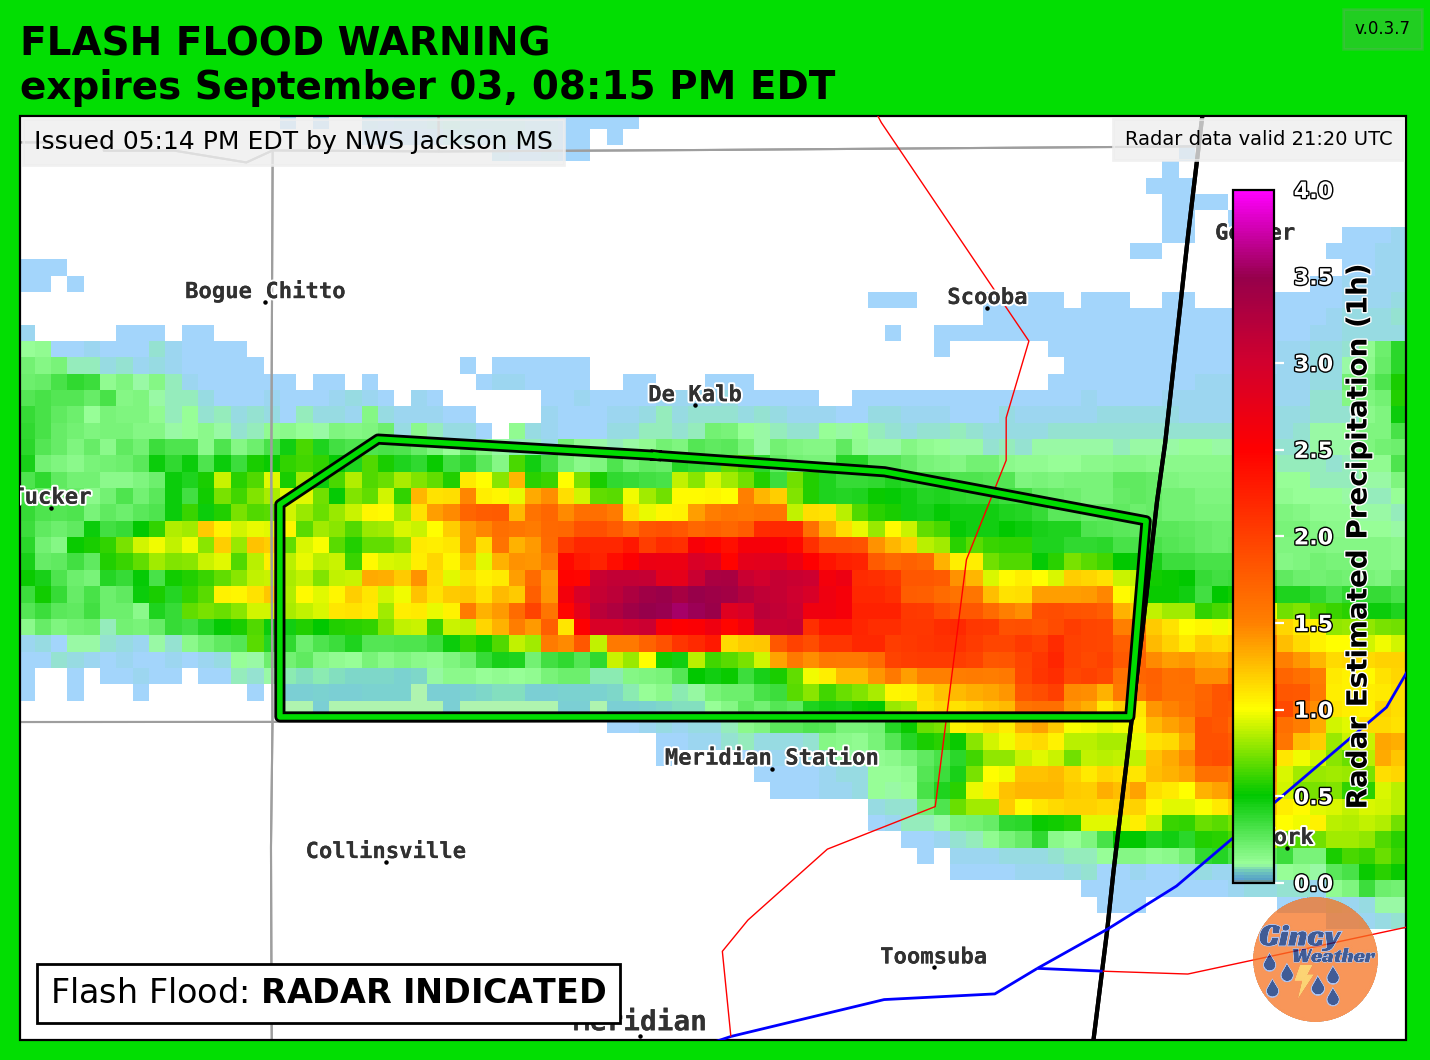 FLASH FLOOD WARNING
v.0.3.7
expires September 03, 08:15 PM EDT
Issued 05:14 PM EDT by NWS Jackson MS
Radar data valid 21:20 UTC
4.0
3.5
3.0
2.5
2.0
1.5
1.0
0.5
0.0
Radar Estimated Precipitation (1h)
Bogue Chitto
Scooba
De Kalb
Tucker
Meridian Station
Collinsville
Toomsuba
Meridian
Cincy
Weather
Flash Flood: RADAR INDICATED